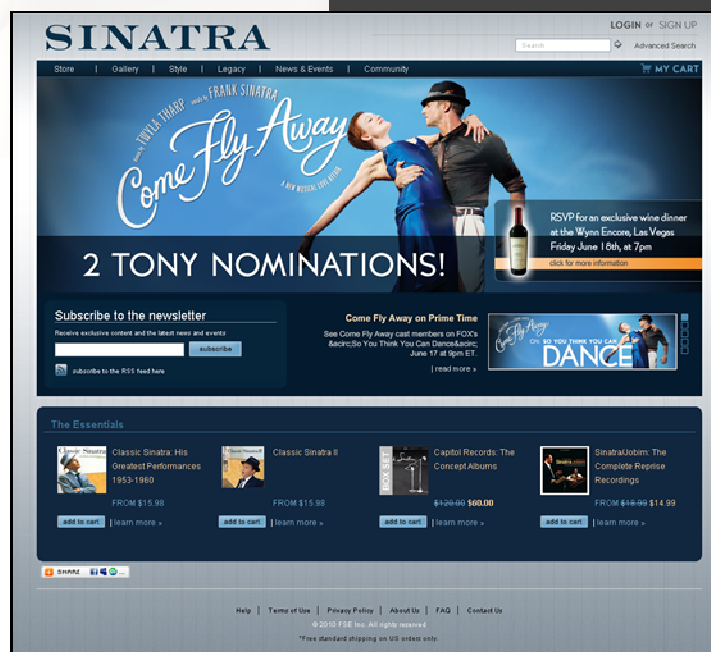 SINATRA
LOGIN or SIGN UP
Search
Advanced Search
Store | Gallery | Style | Legacy | News & Events | Community
MY CART
TWYLA THARP
FRANK SINATRA
Come Fly Away
A NEW MUSICAL
2 TONY NOMINATIONS!
RSVP for an exclusive wine dinner
at the Wynn Encore, Las Vegas
Friday June 18th, at 7pm
click for more information
Subscribe to the newsletter
Receive exclusive content and the latest news and events
subscribe
subscribe to the RSS feed here
Come Fly Away on Prime Time
See Come Fly Away cast members on FOX's
&scirc;So You Think You Can Dance&scirc;
June 17 at 9pm ET.
| read more »
Come Fly Away
ON SO YOU THINK YOU CAN
DANCE
The Essentials
Classic Sinatra: His
Greatest Performances
1953-1960
FROM $15.98
add to cart | learn more »
Classic Sinatra II
FROM $15.98
add to cart | learn more »
BOX SET
Capitol Records: The
Concept Albums
$120.00 $60.00
add to cart | learn more »
Sinatra/Jobim: The
Complete Reprise
Recordings
FROM $18.99 $14.99
add to cart | learn more »
SHARE
Help | Terms of Use | Privacy Policy | About Us | FAQ | Contact Us
© 2010 FSE Inc. All rights reserved
*Free standard shipping on US orders only.